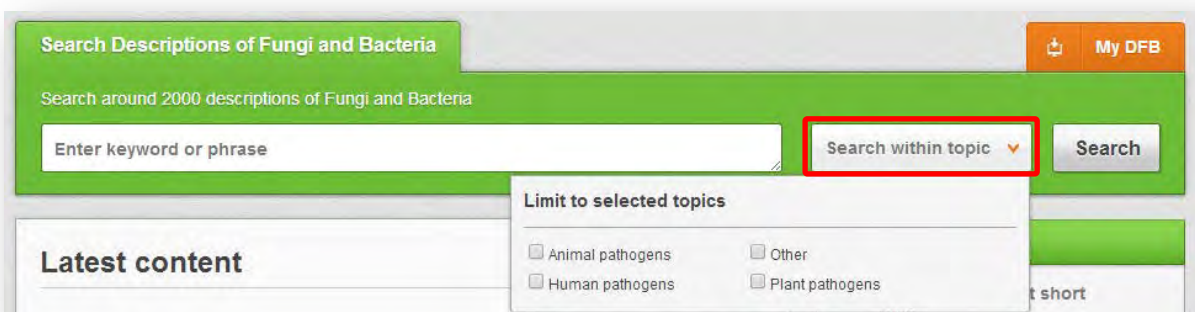 Search Descriptions of Fungi and Bacteria
My DFB
Search around 2000 descriptions of Fungi and Bacteria
Enter keyword or phrase
Search within topic
Search
Limit to selected topics
Animal pathogens
Other
Human pathogens
Plant pathogens
Latest content
t short